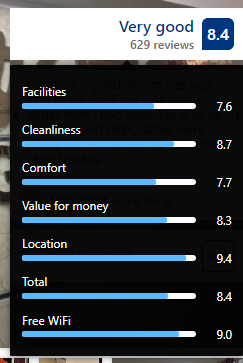 Very good
8.4
629 reviews
Facilities
7.6
Cleanliness
8.7
Comfort
7.7
Value for money
8.3
Location
9.4
Total
8.4
Free WiFi
9.0